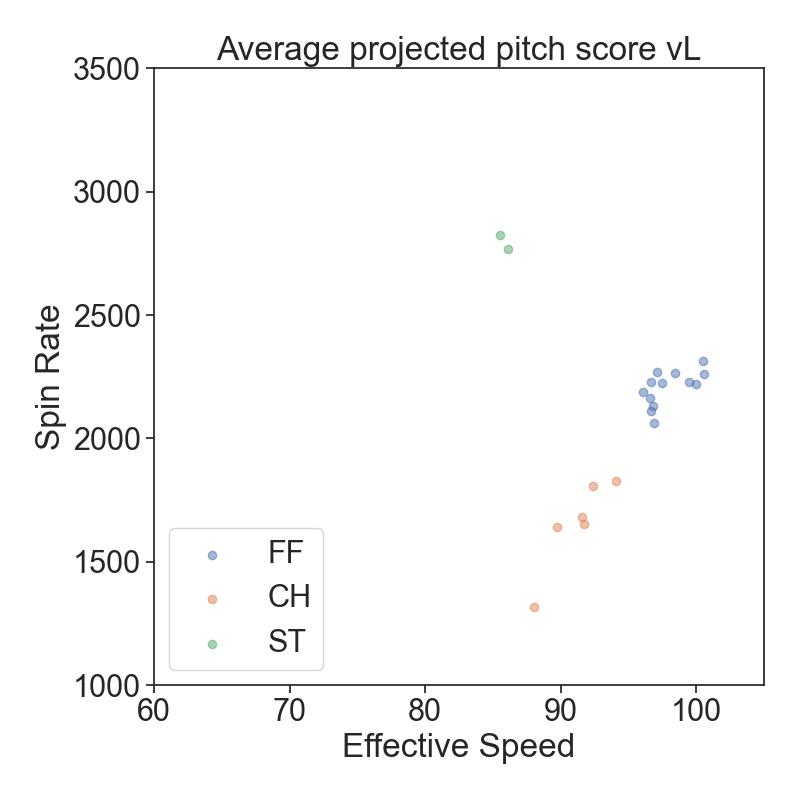 Average projected pitch score vL
3500
3000
2500
2000
1500
1000
Spin Rate
FF
CH
ST
60 70 80 90 100
Effective Speed